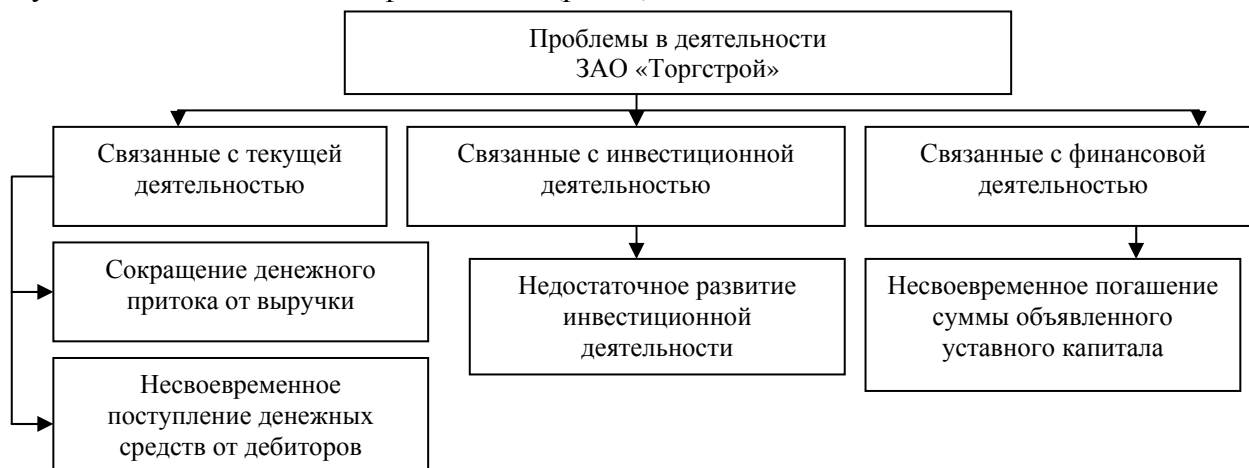 Проблемы в деятельности
ЗАО «Торгстрой»
Связанные с текущей
деятельностью
Связанные с инвестиционной
деятельностью
Связанные с финансовой
деятельностью
Сокращение денежного
притока от выручки
Недостаточное развитие
инвестиционной
деятельности
Несвоевременное погашение
суммы объявленного
уставного капитала
Несвоевременное
поступление денежных
средств от дебиторов